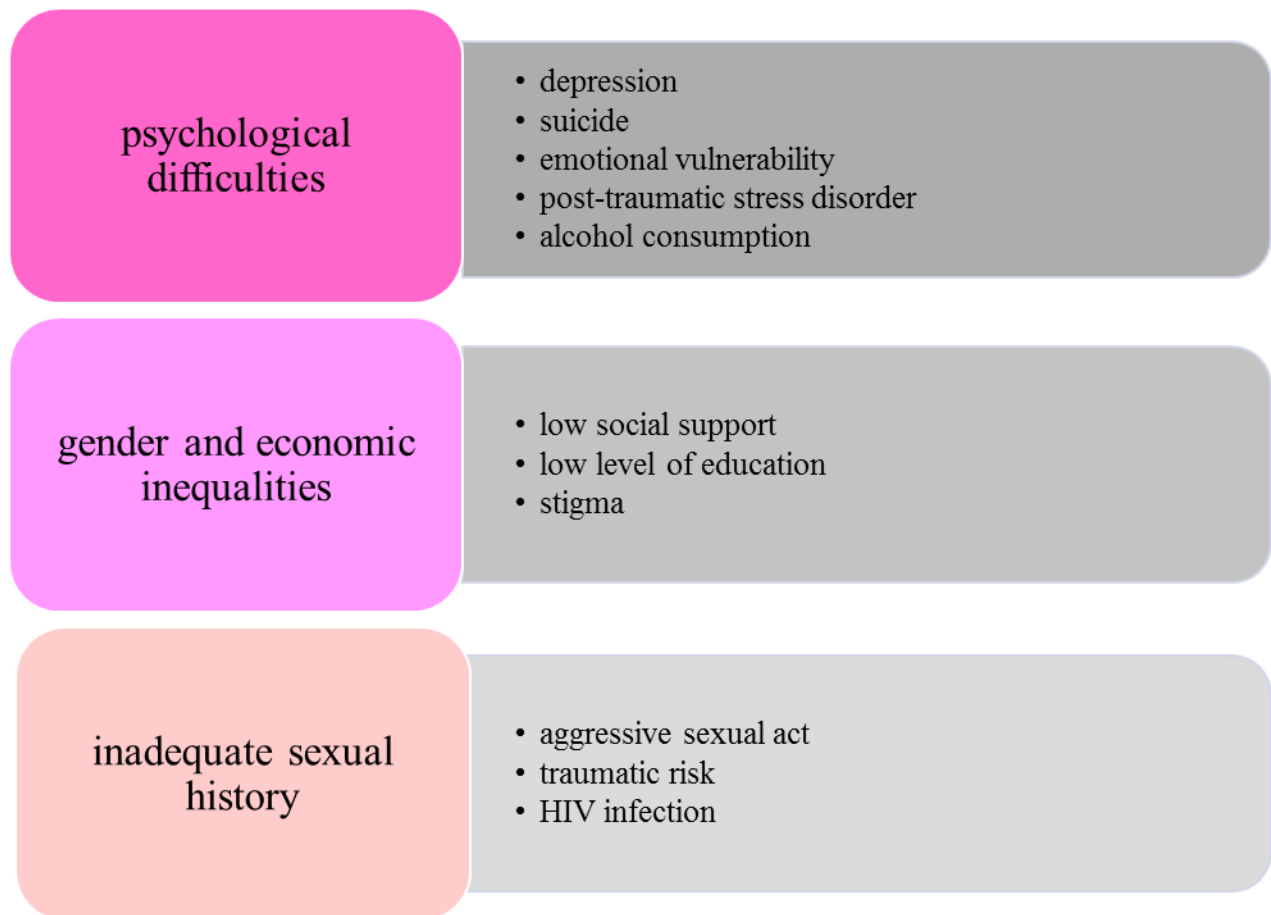 psychological
difficulties
• depression
• suicide
• emotional vulnerability
• post-traumatic stress disorder
• alcohol consumption
gender and economic
inequalities
• low social support
• low level of education
• stigma
inadequate sexual
history
• aggressive sexual act
• traumatic risk
• HIV infection